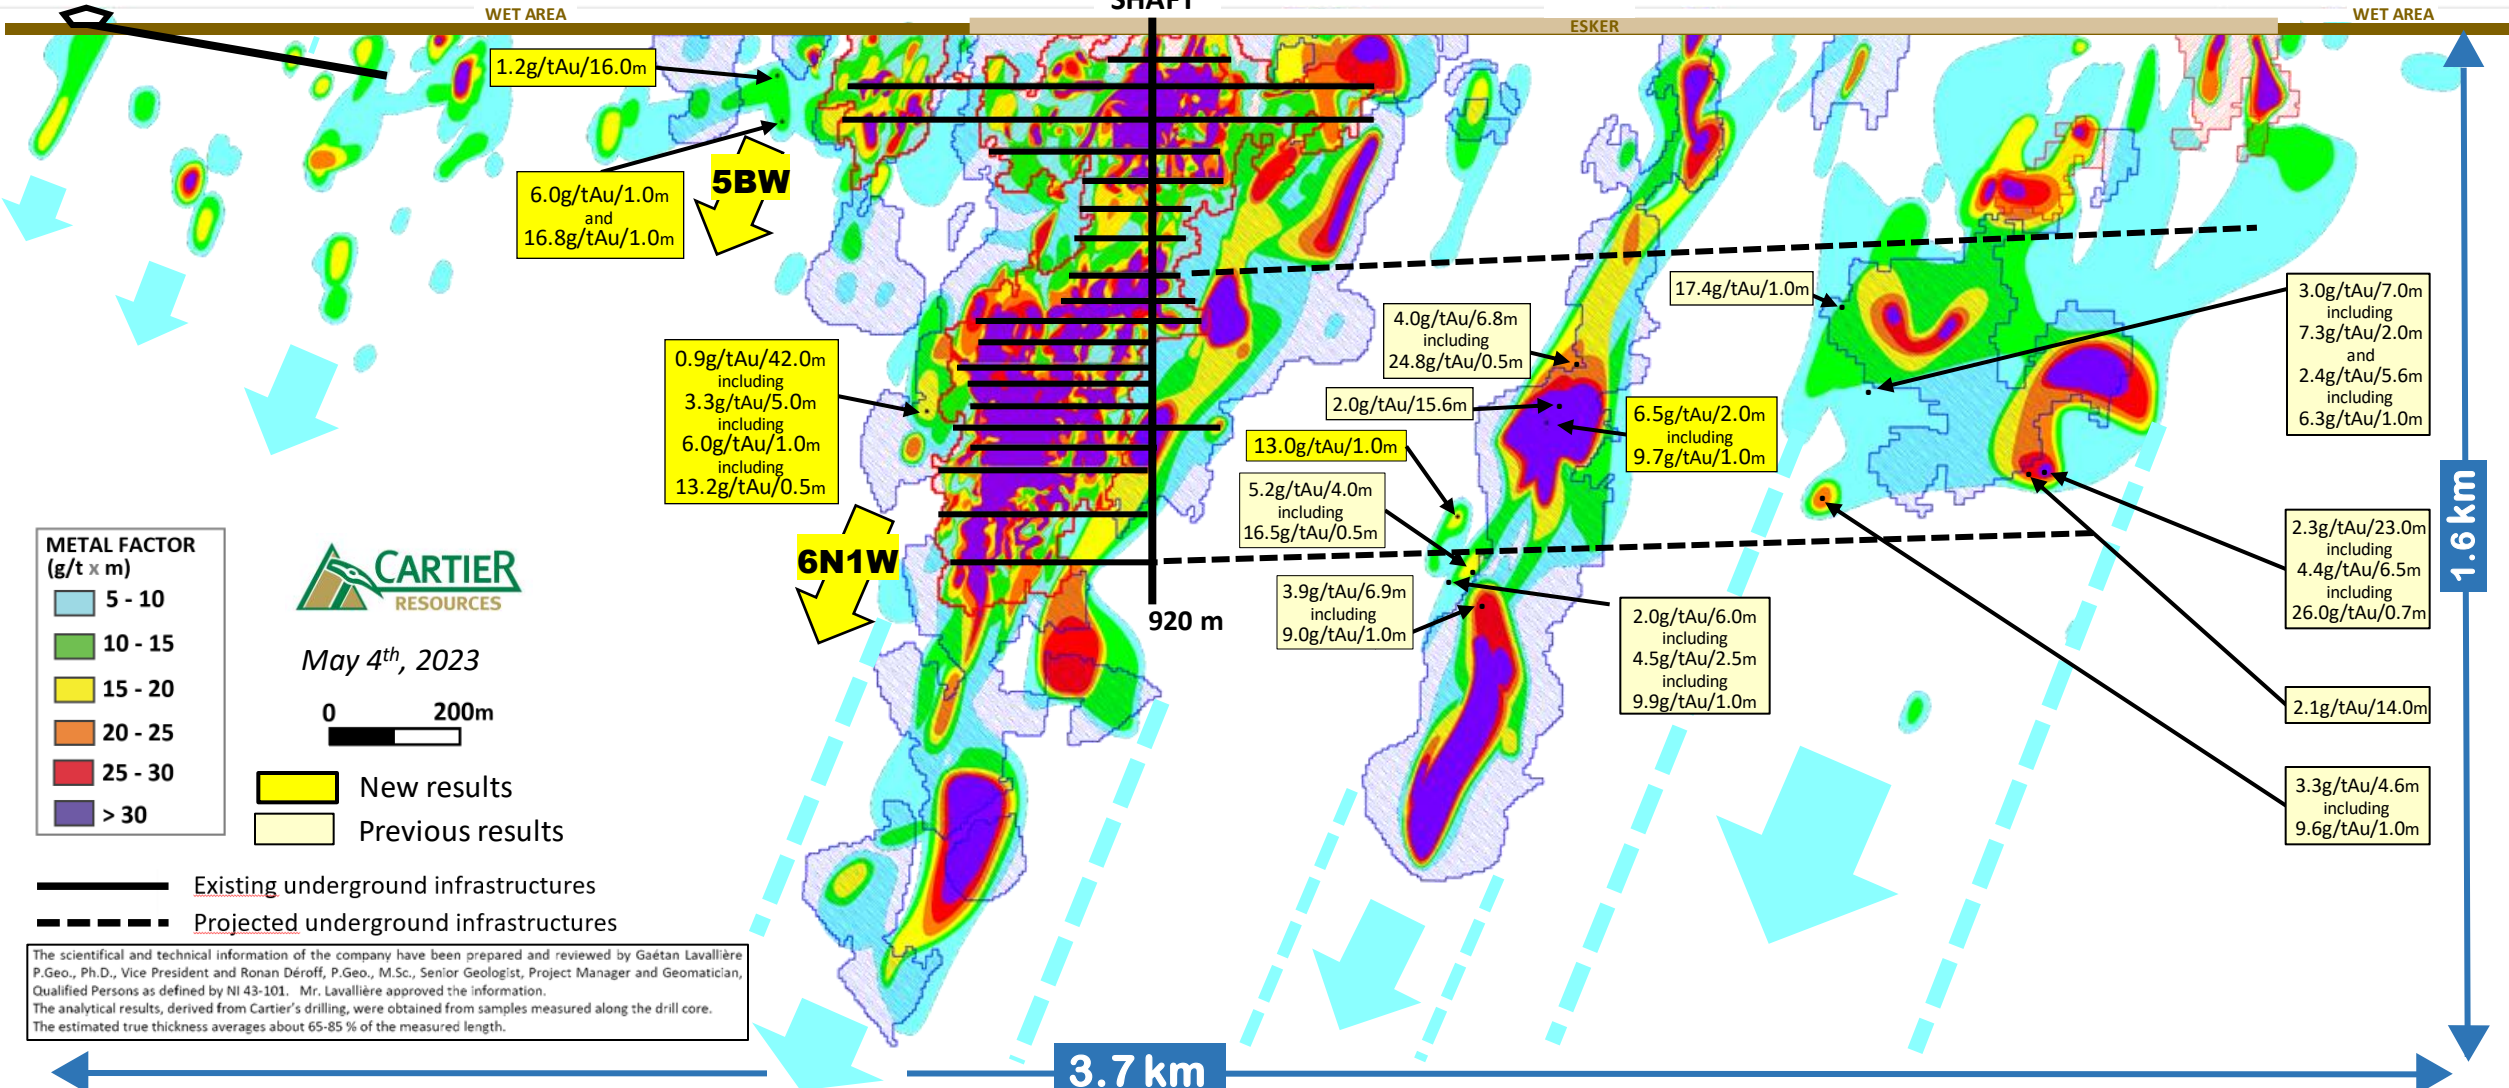 SHAFT
WET AREA
ESKER
WET AREA
1.2g/tAu/16.0m
6.0g/tAu/1.0m
and
16.8g/tAu/1.0m
5BW
0.9g/tAu/42.0m
including
3.3g/tAu/5.0m
including
6.0g/tAu/1.0m
including
13.2g/tAu/0.5m
6N1W
920 m
4.0g/tAu/6.8m
including
24.8g/tAu/0.5m
2.0g/tAu/15.6m
13.0g/tAu/1.0m
5.2g/tAu/4.0m
including
16.5g/tAu/0.5m
3.9g/tAu/6.9m
including
9.0g/tAu/1.0m
6.5g/tAu/2.0m
including
9.7g/tAu/1.0m
2.0g/tAu/6.0m
including
4.5g/tAu/2.5m
including
9.9g/tAu/1.0m
17.4g/tAu/1.0m
3.0g/tAu/7.0m
including
7.3g/tAu/2.0m
and
2.4g/tAu/5.6m
including
6.3g/tAu/1.0m
2.3g/tAu/23.0m
including
4.4g/tAu/6.5m
including
26.0g/tAu/0.7m
2.1g/tAu/14.0m
3.3g/tAu/4.6m
including
9.6g/tAu/1.0m
1.6 km
METAL FACTOR
(g/t x m)
5 - 10
10 - 15
15 - 20
20 - 25
25 - 30
> 30
CARTIER
RESOURCES
May 4th, 2023
0 200m
New results
Previous results
Existing underground infrastructures
Projected underground infrastructures
The scientifical and technical information of the company have been prepared and reviewed by Gaétan Lavallière
P.Geo., Ph.D., Vice President and Ronan Déroff, P.Geo., M.Sc., Senior Geologist, Project Manager and Geomatician,
Qualified Persons as defined by NI 43-101. Mr. Lavallière approved the information.
The analytical results, derived from Cartier's drilling, were obtained from samples measured along the drill core.
The estimated true thickness averages about 65-85 % of the measured length.
3.7 km